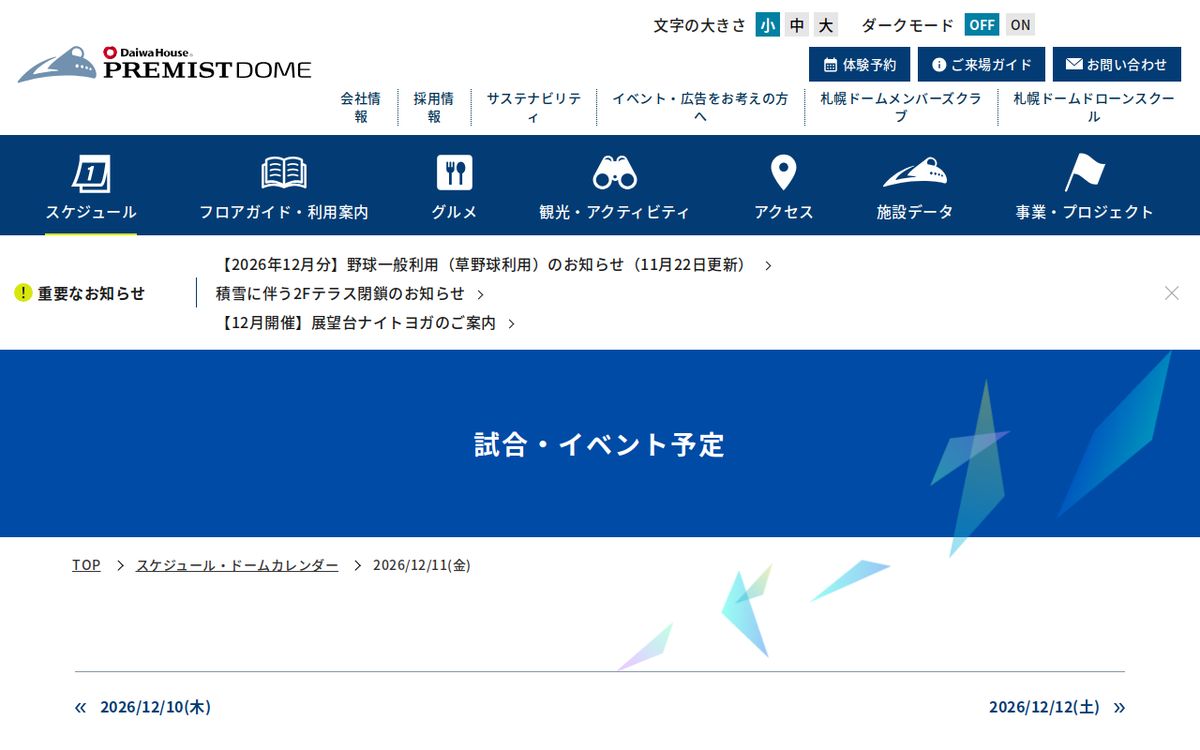 文字の大きさ 小 中 大 ダークモード OFF ON
DaiwaHouse
PREMIST DOME
体験予約 ご来場ガイド お問い合わせ
会社情報
採用情報
サステナビリティ
イベント・広告をお考えの方へ
札幌ドームメンバーズクラブ
札幌ドームドローンスクール
1
スケジュール フロアガイド・利用案内 グルメ 観光・アクティビティ アクセス 施設データ 事業・プロジェクト
【2026年12月分】野球一般利用（草野球利用）のお知らせ（11月22日更新）
重要なお知らせ
積雪に伴う2Fテラス閉鎖のお知らせ
【12月開催】展望台ナイトヨガのご案内
試合・イベント予定
TOP スケジュール・ドームカレンダー 2026/12/11(金)
2026/12/10(木) 2026/12/12(土)